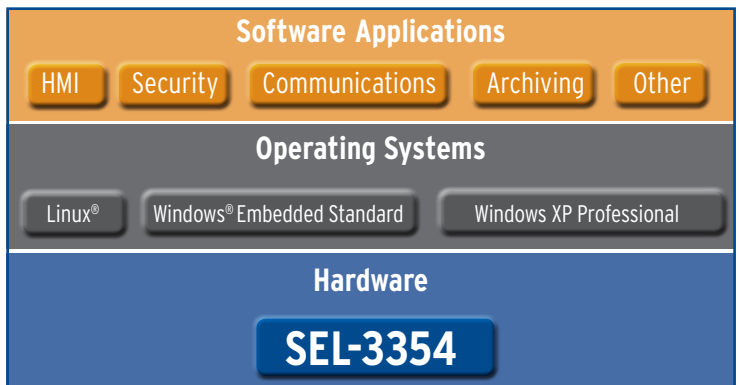 Software Applications
HMI Security Communications Archiving Other
Operating Systems
Linux® Windows® Embedded Standard Windows XP Professional
Hardware
SEL-3354